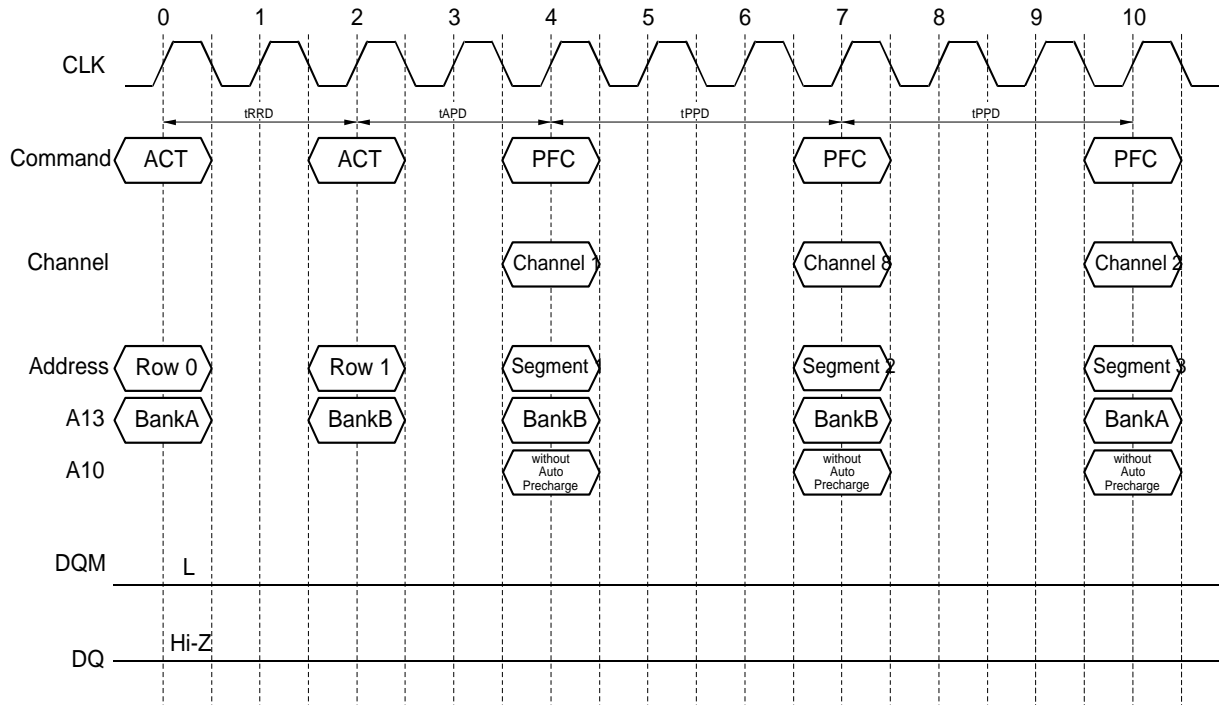 0 1 2 3 4 5 6 7 8 9 10
CLK
tRRD tAPD tPPD tPPD
Command ACT ACT PFC PFC PFC
Channel Channel 1 Channel 8 Channel 2
Address Row 0 Row 1 Segment 1 Segment 2 Segment 3
A13 BankA BankB BankB BankB BankA
A10 without Auto Precharge without Auto Precharge without Auto Precharge
DQM L
DQ Hi-Z